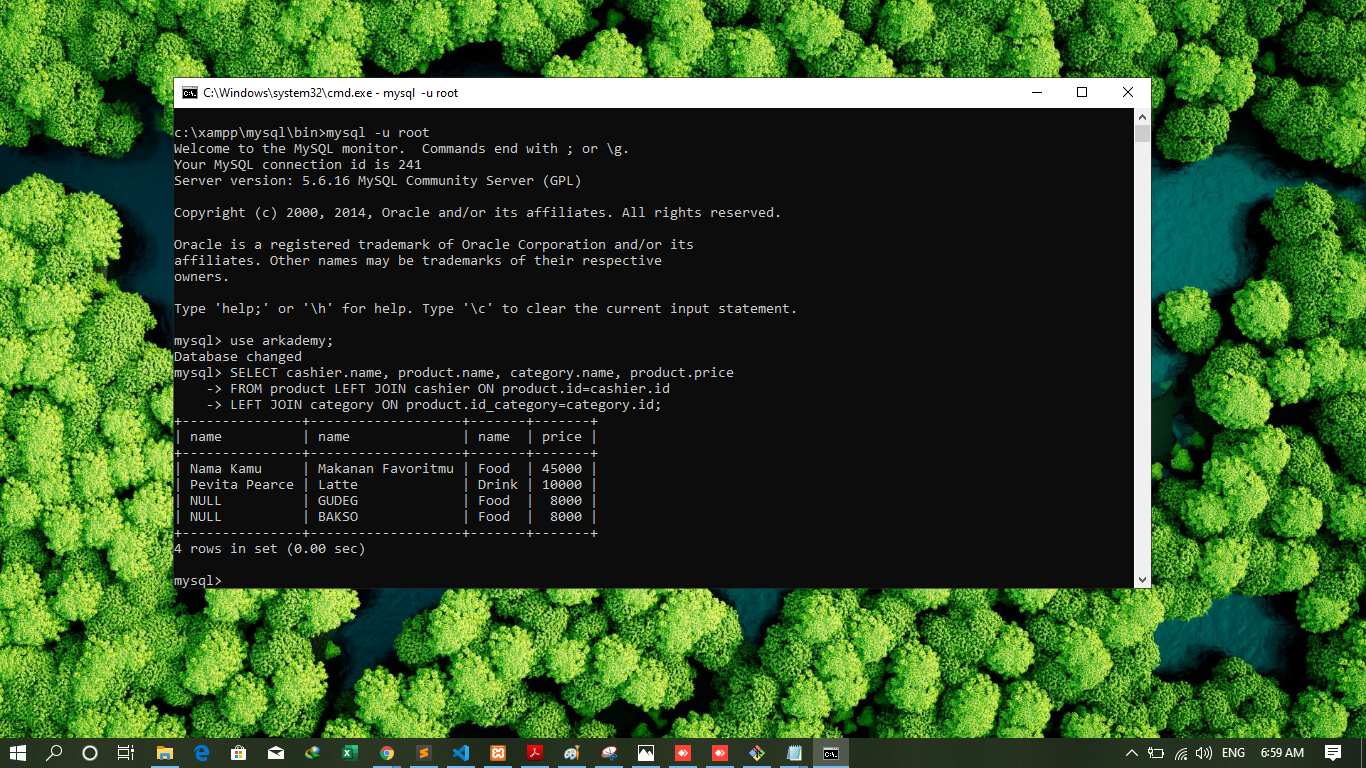 C:\Windows\system32\cmd.exe - mysql  -u root
c:\xampp\mysql\bin>mysql -u root
Welcome to the MySQL monitor.  Commands end with ; or \g.
Your MySQL connection id is 241
Server version: 5.6.16 MySQL Community Server (GPL)
Copyright (c) 2000, 2014, Oracle and/or its affiliates. All rights reserved.
Oracle is a registered trademark of Oracle Corporation and/or its
affiliates. Other names may be trademarks of their respective
owners.
Type 'help;' or '\h' for help. Type '\c' to clear the current input statement.
mysql> use arkademy;
Database changed
mysql> SELECT cashier.name, product.name, category.name, product.price
    -> FROM product LEFT JOIN cashier ON product.id=cashier.id
    -> LEFT JOIN category ON product.id_category=category.id;
+---------------+-------------------+-------+-------+
| name          | name              | name  | price |
+---------------+-------------------+-------+-------+
| Nama Kamu     | Makanan Favoritmu | Food  | 45000 |
| Pevita Pearce | Latte             | Drink | 10000 |
| NULL          | GUDEG             | Food  |  8000 |
| NULL          | BAKSO             | Food  |  8000 |
+---------------+-------------------+-------+-------+
4 rows in set (0.00 sec)
mysql>
ENG 6:59 AM